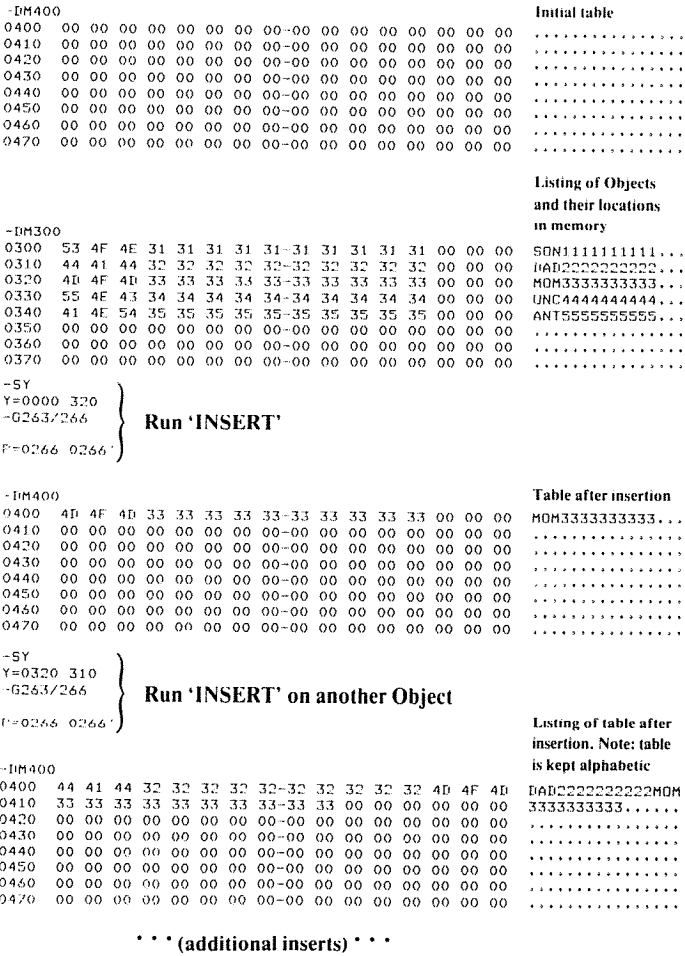 -DM400
Initial table
0400 00 00 00 00 00 00 00 00-00 00 00 00 00 00 00 00 ................
0410 00 00 00 00 00 00 00 00-00 00 00 00 00 00 00 00 ................
0420 00 00 00 00 00 00 00 00-00 00 00 00 00 00 00 00 ................
0430 00 00 00 00 00 00 00 00-00 00 00 00 00 00 00 00 ................
0440 00 00 00 00 00 00 00 00-00 00 00 00 00 00 00 00 ................
0450 00 00 00 00 00 00 00 00-00 00 00 00 00 00 00 00 ................
0460 00 00 00 00 00 00 00 00-00 00 00 00 00 00 00 00 ................
0470 00 00 00 00 00 00 00 00-00 00 00 00 00 00 00 00 ................
Listing of Objects
and their locations
in memory
-DM300
0300 53 4F 4E 31 31 31 31 31-31 31 31 31 31 00 00 00 SON1111111111...
0310 44 41 44 32 32 32 32 32-32 32 32 32 32 00 00 00 DAD2222222222...
0320 4D 4F 4D 33 33 33 33 33-33 33 33 33 33 00 00 00 MOM3333333333...
0330 55 4E 43 34 34 34 34 34-34 34 34 34 34 00 00 00 UNC4444444444...
0340 41 4E 54 35 35 35 35 35-35 35 35 35 35 00 00 00 ANT5555555555...
0350 00 00 00 00 00 00 00 00-00 00 00 00 00 00 00 00 ................
0360 00 00 00 00 00 00 00 00-00 00 00 00 00 00 00 00 ................
0370 00 00 00 00 00 00 00 00-00 00 00 00 00 00 00 00 ................
-SY
Y=0000 320
-G263/266
Run 'INSERT'
P=0266 0266'
-DM400
Table after insertion
0400 4D 4F 4D 33 33 33 33 33-33 33 33 33 33 00 00 00 MOM3333333333...
0410 00 00 00 00 00 00 00 00-00 00 00 00 00 00 00 00 ................
0420 00 00 00 00 00 00 00 00-00 00 00 00 00 00 00 00 ................
0430 00 00 00 00 00 00 00 00-00 00 00 00 00 00 00 00 ................
0440 00 00 00 00 00 00 00 00-00 00 00 00 00 00 00 00 ................
0450 00 00 00 00 00 00 00 00-00 00 00 00 00 00 00 00 ................
0460 00 00 00 00 00 00 00 00-00 00 00 00 00 00 00 00 ................
0470 00 00 00 00 00 00 00 00-00 00 00 00 00 00 00 00 ................
-SY
Y=0320 310
-G263/266
Run 'INSERT' on another Object
P=0266 0266'
Listing of table after
insertion. Note: table
is kept alphabetic
-DM400
0400 44 41 44 32 32 32 32 32-32 32 32 32 32 4D 4F 4D DAD2222222222MOM
0410 33 33 33 33 33 33 33 33-33 33 00 00 00 00 00 00 3333333333......
0420 00 00 00 00 00 00 00 00-00 00 00 00 00 00 00 00 ................
0430 00 00 00 00 00 00 00 00-00 00 00 00 00 00 00 00 ................
0440 00 00 00 00 00 00 00 00-00 00 00 00 00 00 00 00 ................
0450 00 00 00 00 00 00 00 00-00 00 00 00 00 00 00 00 ................
0460 00 00 00 00 00 00 00 00-00 00 00 00 00 00 00 00 ................
0470 00 00 00 00 00 00 00 00-00 00 00 00 00 00 00 00 ................
• • • (additional inserts) • • •